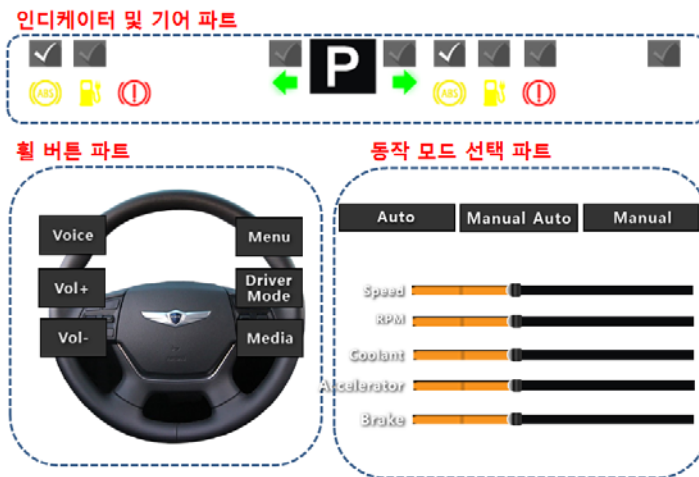 인디케이터 및 기어 파트
P
ABS
ABS
휠 버튼 파트
동작 모드 선택 파트
Voice
Menu
Vol+
Driver
Mode
Vol-
Media
Auto
Manual Auto
Manual
Speed
RPM
Coolant
Accelerator
Brake